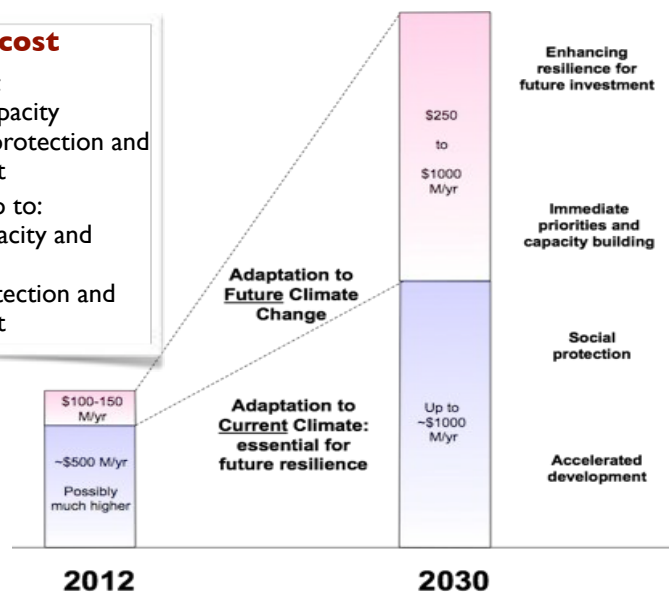 cost
pacity
protection and
t
p to:
acity and
tection and
t
Enhancing
resilience for
future investment
$250
to
$1000
M/yr
Immediate
priorities and
capacity building
Adaptation to
Future Climate
Change
Social
protection
$100-150
M/yr
Adaptation to
Current Climate:
essential for
future resilience
Up to
~$1000
M/yr
~$500 M/yr
Possibly
much higher
Accelerated
development
2012
2030